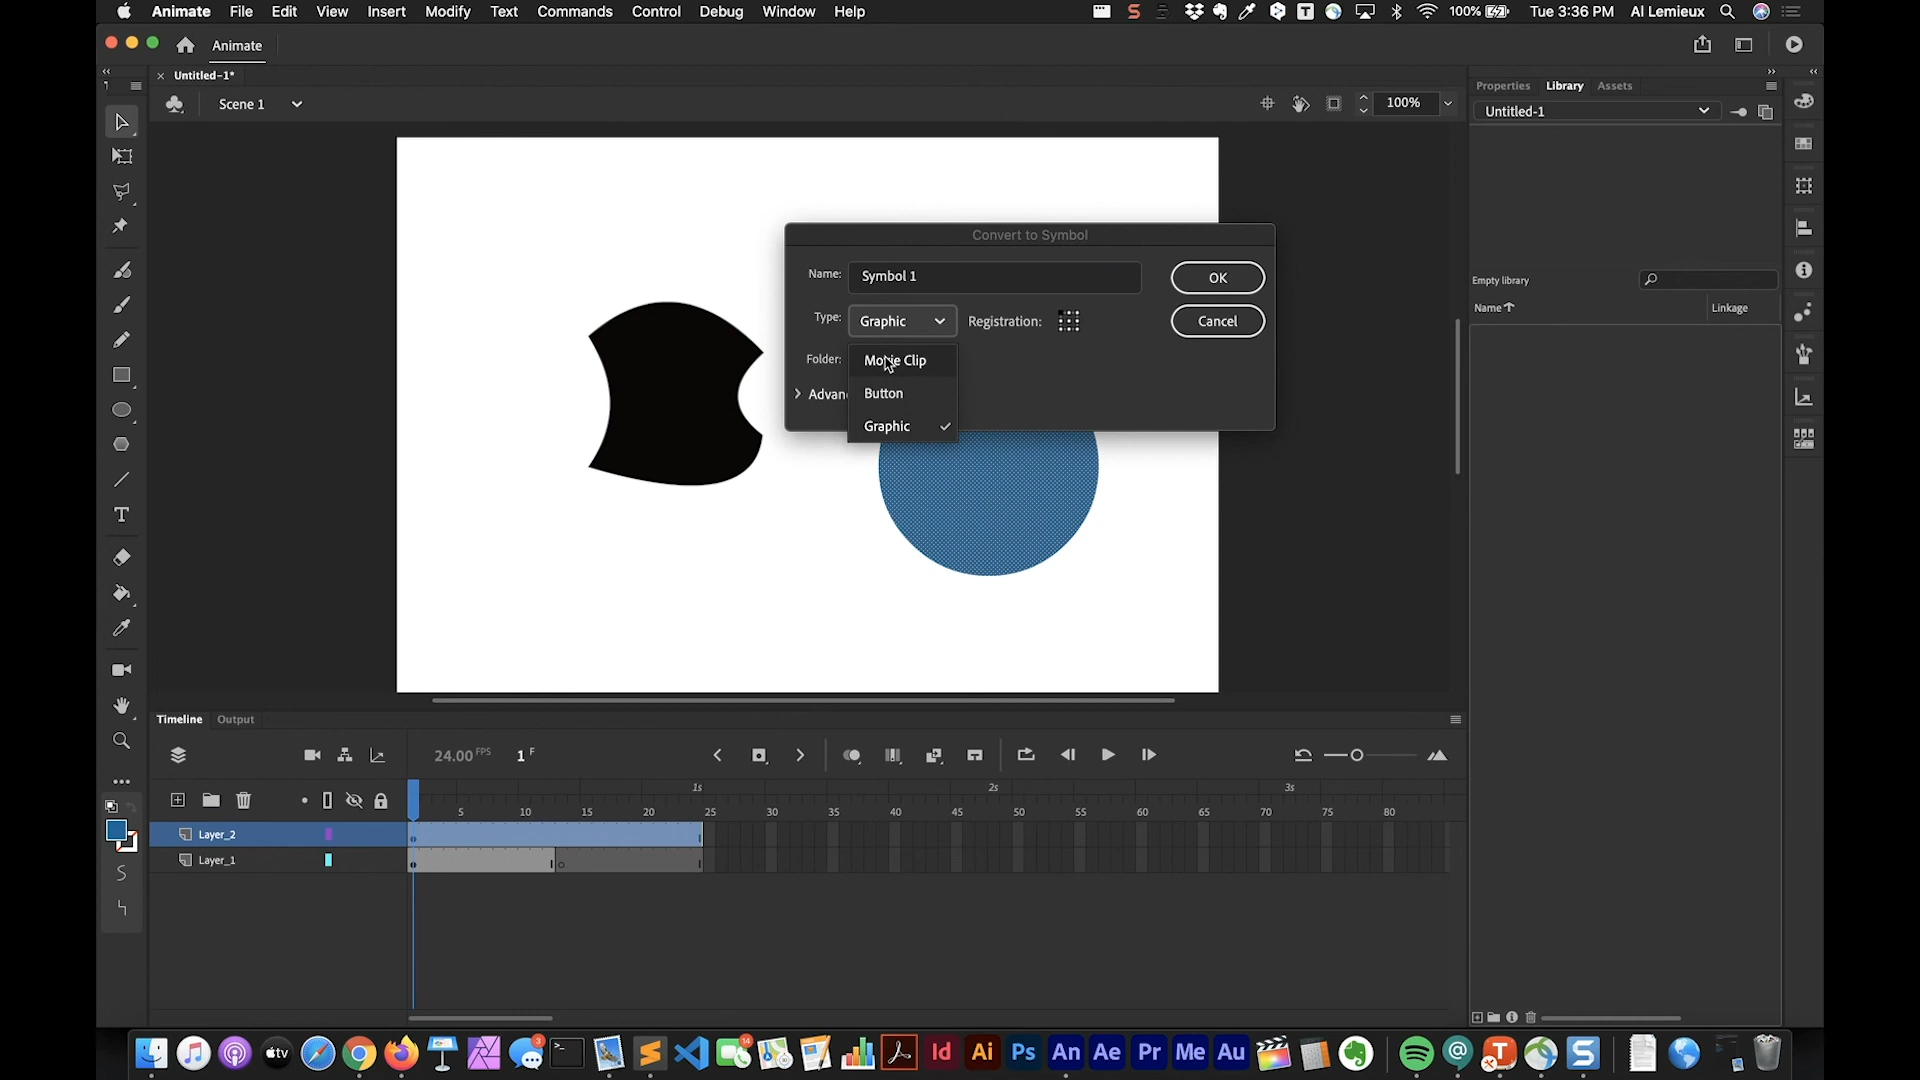 Animate File Edit View Insert Modify Text Commands Control Debug Window Help 100% Tue 3:36 PM Al Lemieux
Animate
Untitled-1*
Scene 1 100%
Properties Library Assets
Untitled-1
Empty library
Name Linkage
Convert to Symbol
Name: Symbol 1 OK
Type: Graphic Registration: Cancel
Folder: Movie Clip
Advan Button
Graphic
Timeline Output
24.00 FPS 1 F
1s 2s 3s
5 10 15 20 25 30 35 40 45 50 55 60 65 70 75 80
Layer_2
Layer_1
tv 3 14 Id Ai Ps An Ae Pr Me Au